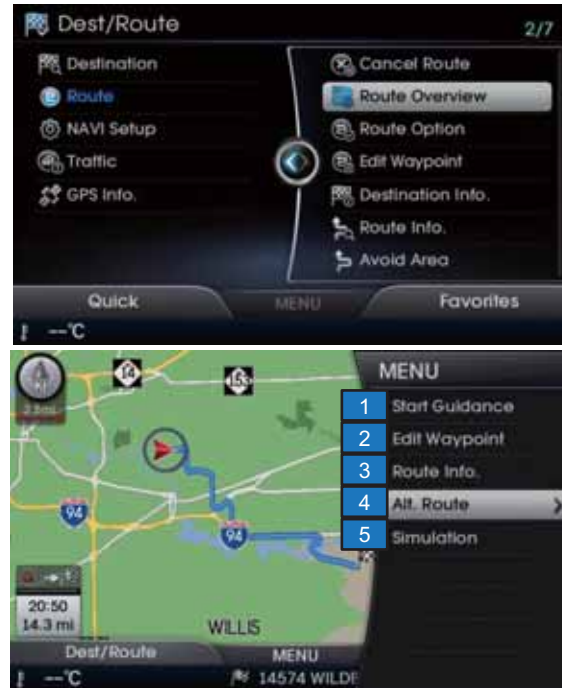 Dest/Route 2/7
Destination
Route
NAVI Setup
Traffic
GPS Info.
Cancel Route
Route Overview
Route Option
Edit Waypoint
Destination Info.
Route Info.
Avoid Area
Quick MENU Favorites
--°C
14
153
94
94
20:50
14.3 mi
WILLIS
MENU
1 Start Guidance
2 Edit Waypoint
3 Route Info.
4 Alt. Route
5 Simulation
Dest/Route MENU
--°C 14574 WILDE